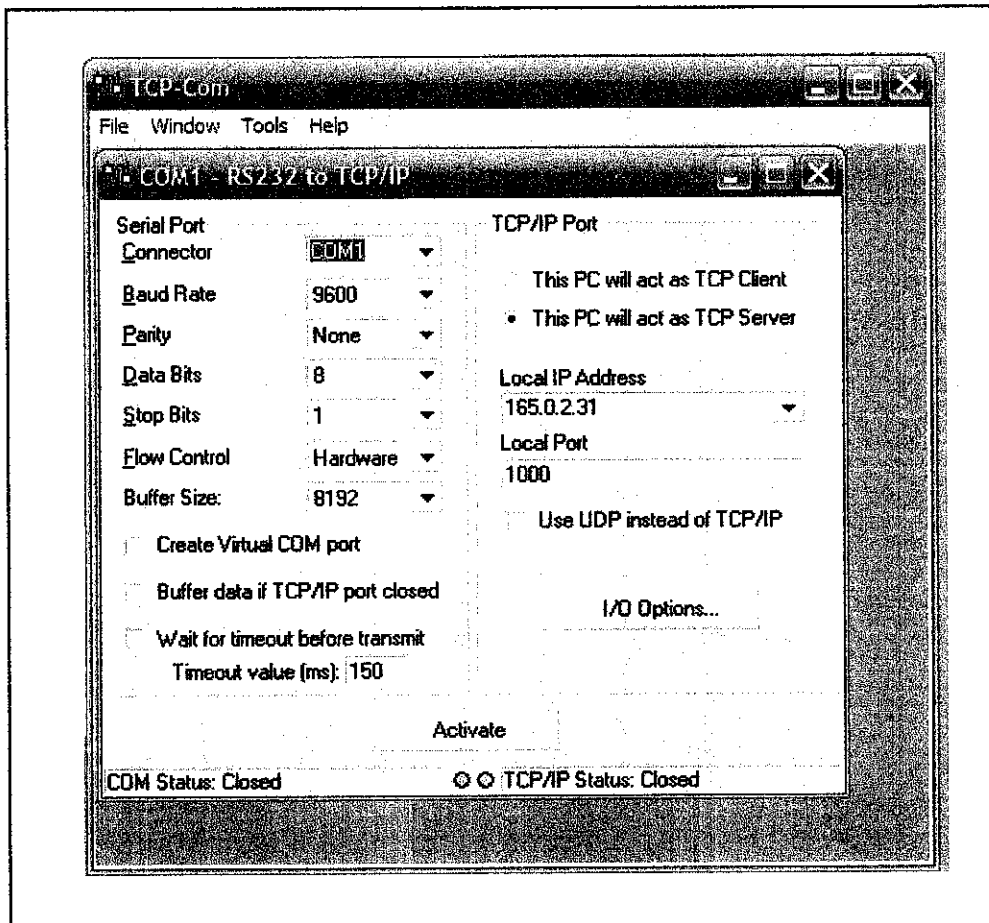 TCP-Com
File Window Tools Help
COM1 - RS232 to TCP/IP
Serial Port
Connector COM1
Baud Rate 9600
Parity None
Data Bits 8
Stop Bits 1
Flow Control Hardware
Buffer Size: 8192
Create Virtual COM port
Buffer data if TCP/IP port closed
Wait for timeout before transmit
Timeout value (ms): 150
TCP/IP Port
This PC will act as TCP Client
This PC will act as TCP Server
Local IP Address
165.0.2.31
Local Port
1000
Use UDP instead of TCP/IP
I/O Options...
Activate
COM Status: Closed
TCP/IP Status: Closed